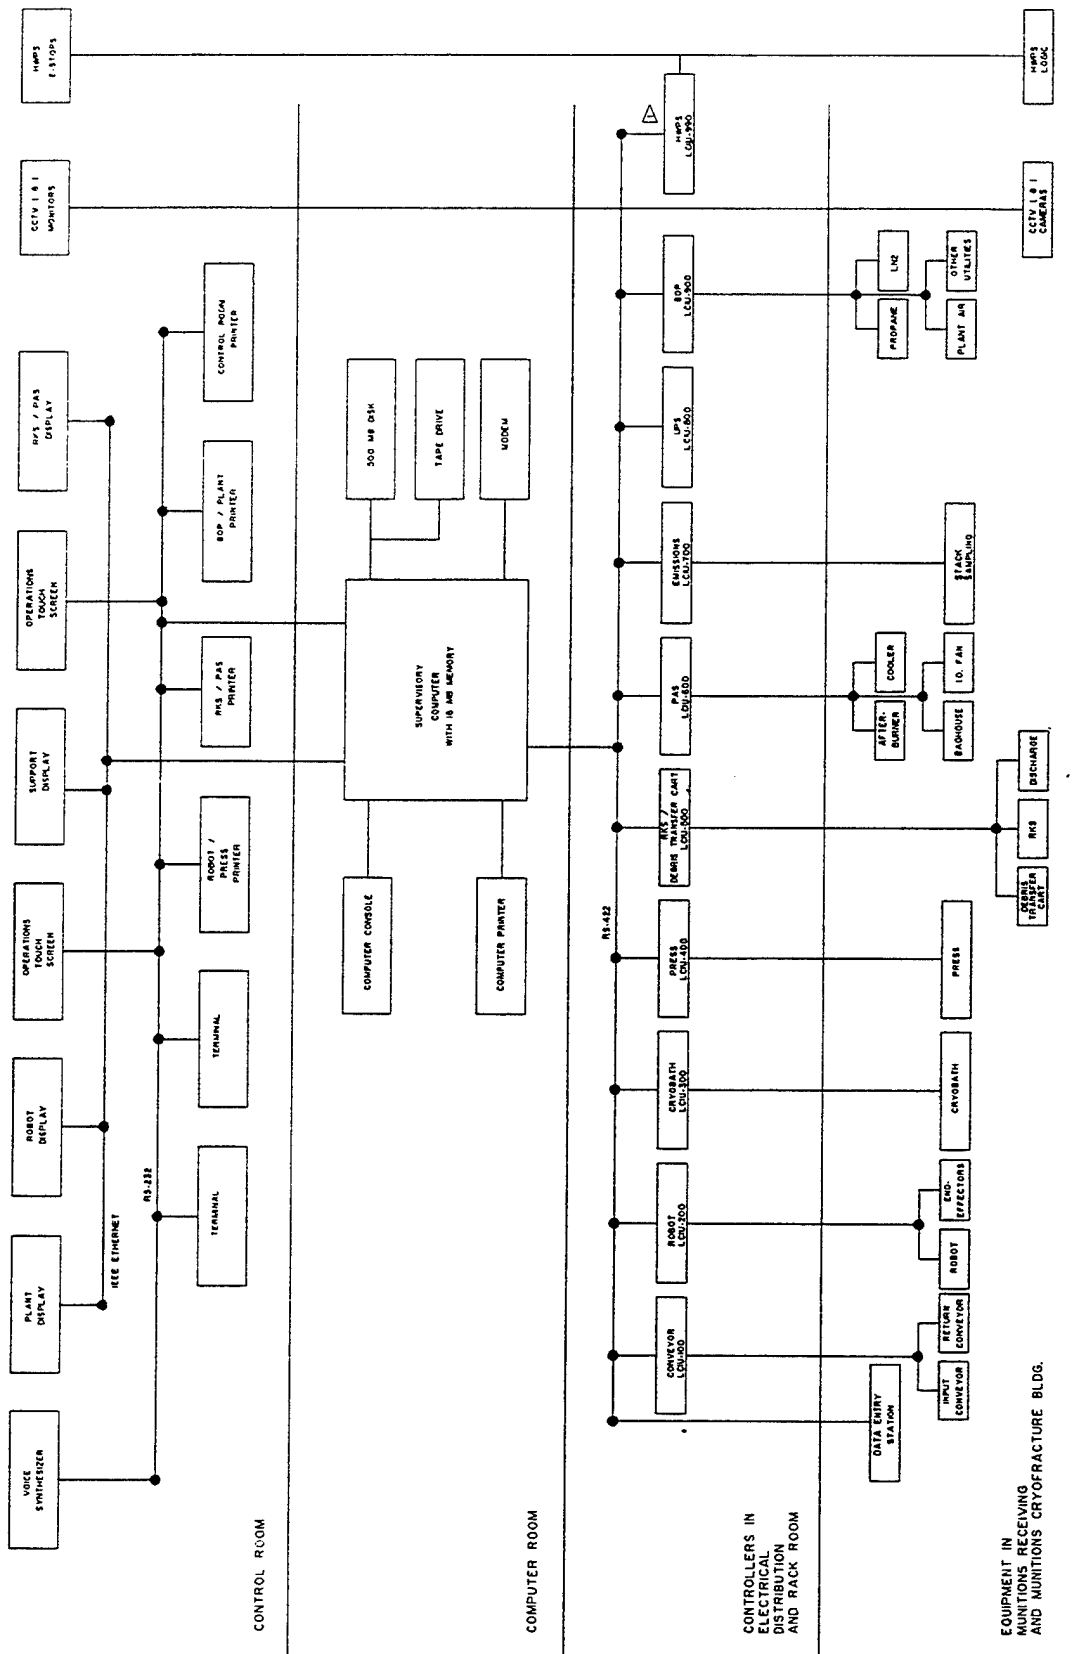 VOICE
SYNTHESIZER
PLANT
DISPLAY
ROBOT
DISPLAY
OPERATIONS
TOUCH
SCREEN
SUPPORT
DISPLAY
OPERATIONS
TOUCH
SCREEN
RKS / PAS
DISPLAY
CCTV 1 & 1
MONITORS
HWPS
E-STOPS
IEEE ETHERNET
RS-232
TERMINAL
TERMINAL
ROBOT /
PRESS
PRINTER
RKS / PAS
PRINTER
BOP / PLANT
PRINTER
CONTROL ROOM
PRINTER
CONTROL ROOM
COMPUTER CONSOLE
COMPUTER PRINTER
SUPERVISORY
COMPUTER
WITH 16 MB MEMORY
500 MB DISK
TAPE DRIVE
MODEM
COMPUTER ROOM
RS-422
CONVEYOR
LCU-100
ROBOT
LCU-200
CRYOBATH
LCU-300
PRESS
LCU-400
RKS /
DEBRIS TRANSFER CART
LCU-500
PAS
LCU-600
EMISSIONS
LCU-700
UPS
LCU-800
BOP
LCU-900
HWPS
LCU-990
1
CONTROLLERS IN
ELECTRICAL
DISTRIBUTION
AND RACK ROOM
DATA ENTRY
STATION
INPUT
CONVEYOR
RETURN
CONVEYOR
ROBOT
END-
EFFECTORS
CRYOBATH
PRESS
DEBRIS
TRANSFER
CART
RKS
DISCHARGE
AFTER-
BURNER
COOLER
BAGHOUSE
I.D. FAN
STACK
SAMPLING
PROPANE
LN2
PLANT AIR
OTHER
UTILITIES
CCTV 1 & 1
CAMERAS
HWPS
LOGIC
EQUIPMENT IN
MUNITIONS RECEIVING
AND MUNITIONS CRYOFRACTURE BLDG.